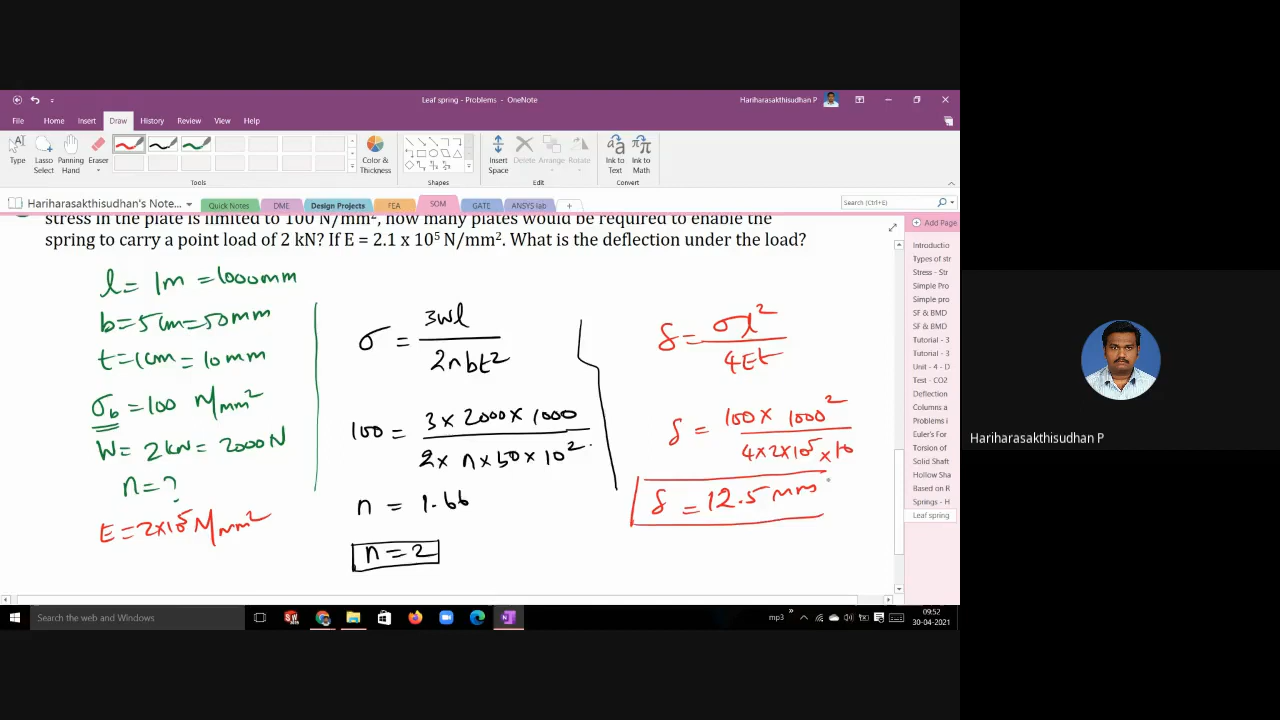 Leaf spring - Problems - OneNote
Hariharasakthisudhan P
File Home Insert Draw History Review View Help
Type
Lasso Select
Panning Hand
Eraser
Color & Thickness
Insert Space
Delete
Arrange
Rotate
Ink to Text
Ink to Math
Tools
Shapes
Edit
Convert
Hariharasakthisudhan's Note...
Quick Notes DME Design Projects FEA SOM GATE ANSYS lab
Search (Ctrl+E)
Add Page
stress in the plate is limited to 100 N/mm², how many plates would be required to enable the
spring to carry a point load of 2 kN? If E = 2.1 x 10⁵ N/mm². What is the deflection under the load?
l = 1m = 1000mm
b = 5cm = 50mm
t = 1cm = 10mm
σb = 100 N/mm²
W = 2kN = 2000N
n = ?
E = 2x10⁵ N/mm²
σ = 3wl / 2nbt²
100 = 3 x 2000 x 1000 / 2 x n x 50 x 10²
n = 1.66
n = 2
δ = σl² / 4Et
δ = 100 x 1000² / 4x2x10⁵ x 10
δ = 12.5 mm
Introductio
Types of str
Stress - Str
Simple Pro
Simple pro
SF & BMD
SF & BMD
Tutorial - 3
Tutorial - 3
Unit - 4 - D
Test - CO2
Deflection
Columns a
Problems i
Euler's For
Torsion of
Solid Shaft
Hollow Sha
Based on R
Springs - H
Leaf spring
Hariharasakthisudhan P
Search the web and Windows
mp3
»
09:52
30-04-2021